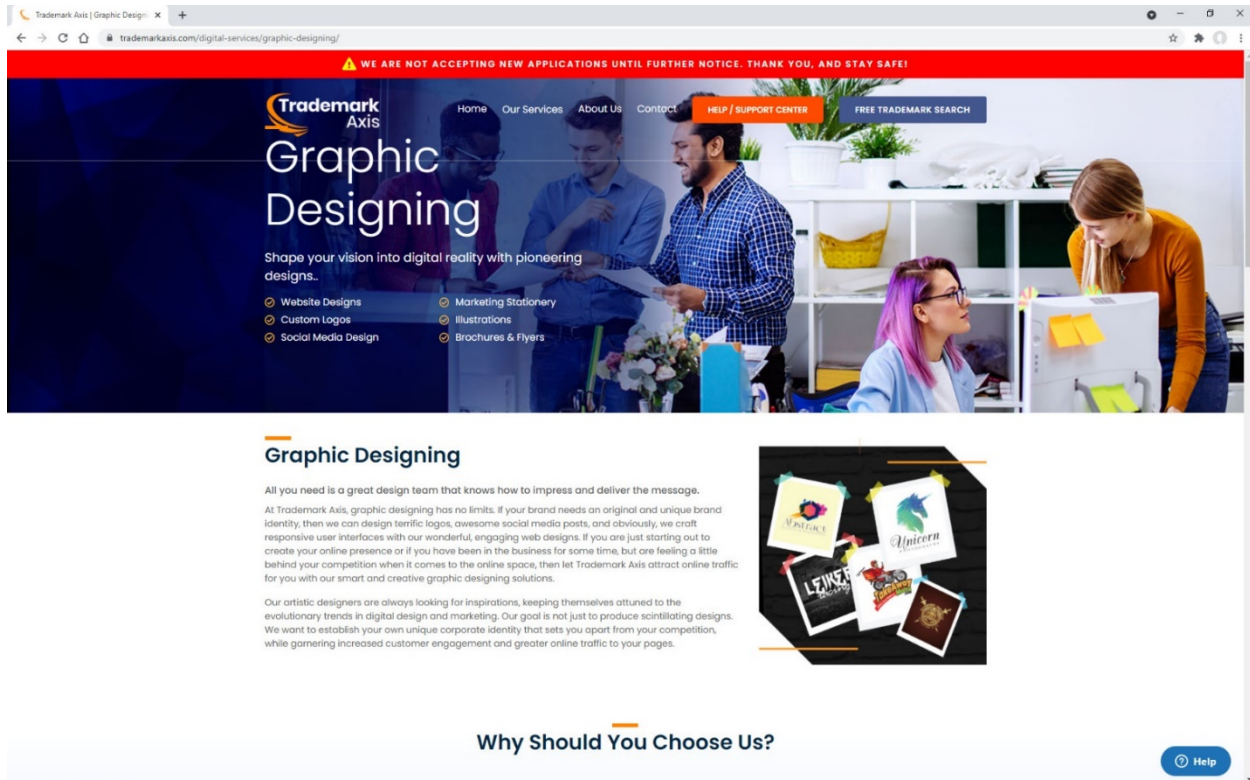 Trademark Axis | Graphic Design
trademarkaxis.com/digital-services/graphic-designing/
WE ARE NOT ACCEPTING NEW APPLICATIONS UNTIL FURTHER NOTICE. THANK YOU, AND STAY SAFE!
Trademark
Axis
Home Our Services About Us Contact HELP / SUPPORT CENTER FREE TRADEMARK SEARCH
Graphic
Designing
Shape your vision into digital reality with pioneering
designs..
Website Designs Marketing Stationery
Custom Logos Illustrations
Social Media Design Brochures & Flyers
Graphic Designing
All you need is a great design team that knows how to impress and deliver the message.
At Trademark Axis, graphic designing has no limits. If your brand needs an original and unique brand
identity, then we can design terrific logos, awesome social media posts, and obviously, we craft
responsive user interfaces with our wonderful, engaging web designs. If you are just starting out to
create your online presence or if you have been in the business for some time, but are feeling a little
behind your competition when it comes to the online space, then let Trademark Axis attract online traffic
for you with our smart and creative graphic designing solutions.
Our artistic designers are always looking for inspirations, keeping themselves attuned to the
evolutionary trends in digital design and marketing. Our goal is not just to produce scintillating designs.
We want to establish your own unique corporate identity that sets you apart from your competition,
while garnering increased customer engagement and greater online traffic to your pages.
Abstract
Unicorn
TakeAway
Why Should You Choose Us?
Help